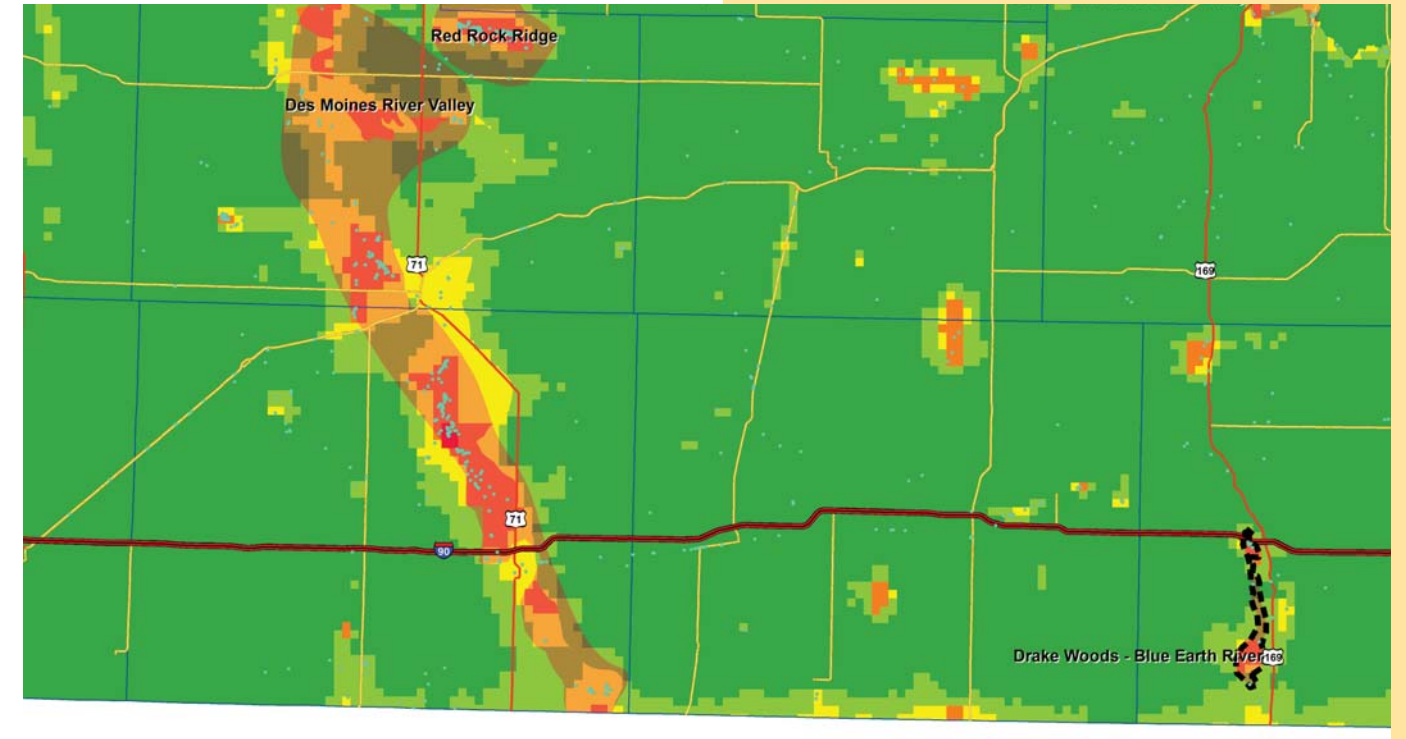 Red Rock Ridge
Des Moines River Valley
71
169
71
90
Drake Woods - Blue Earth River
169